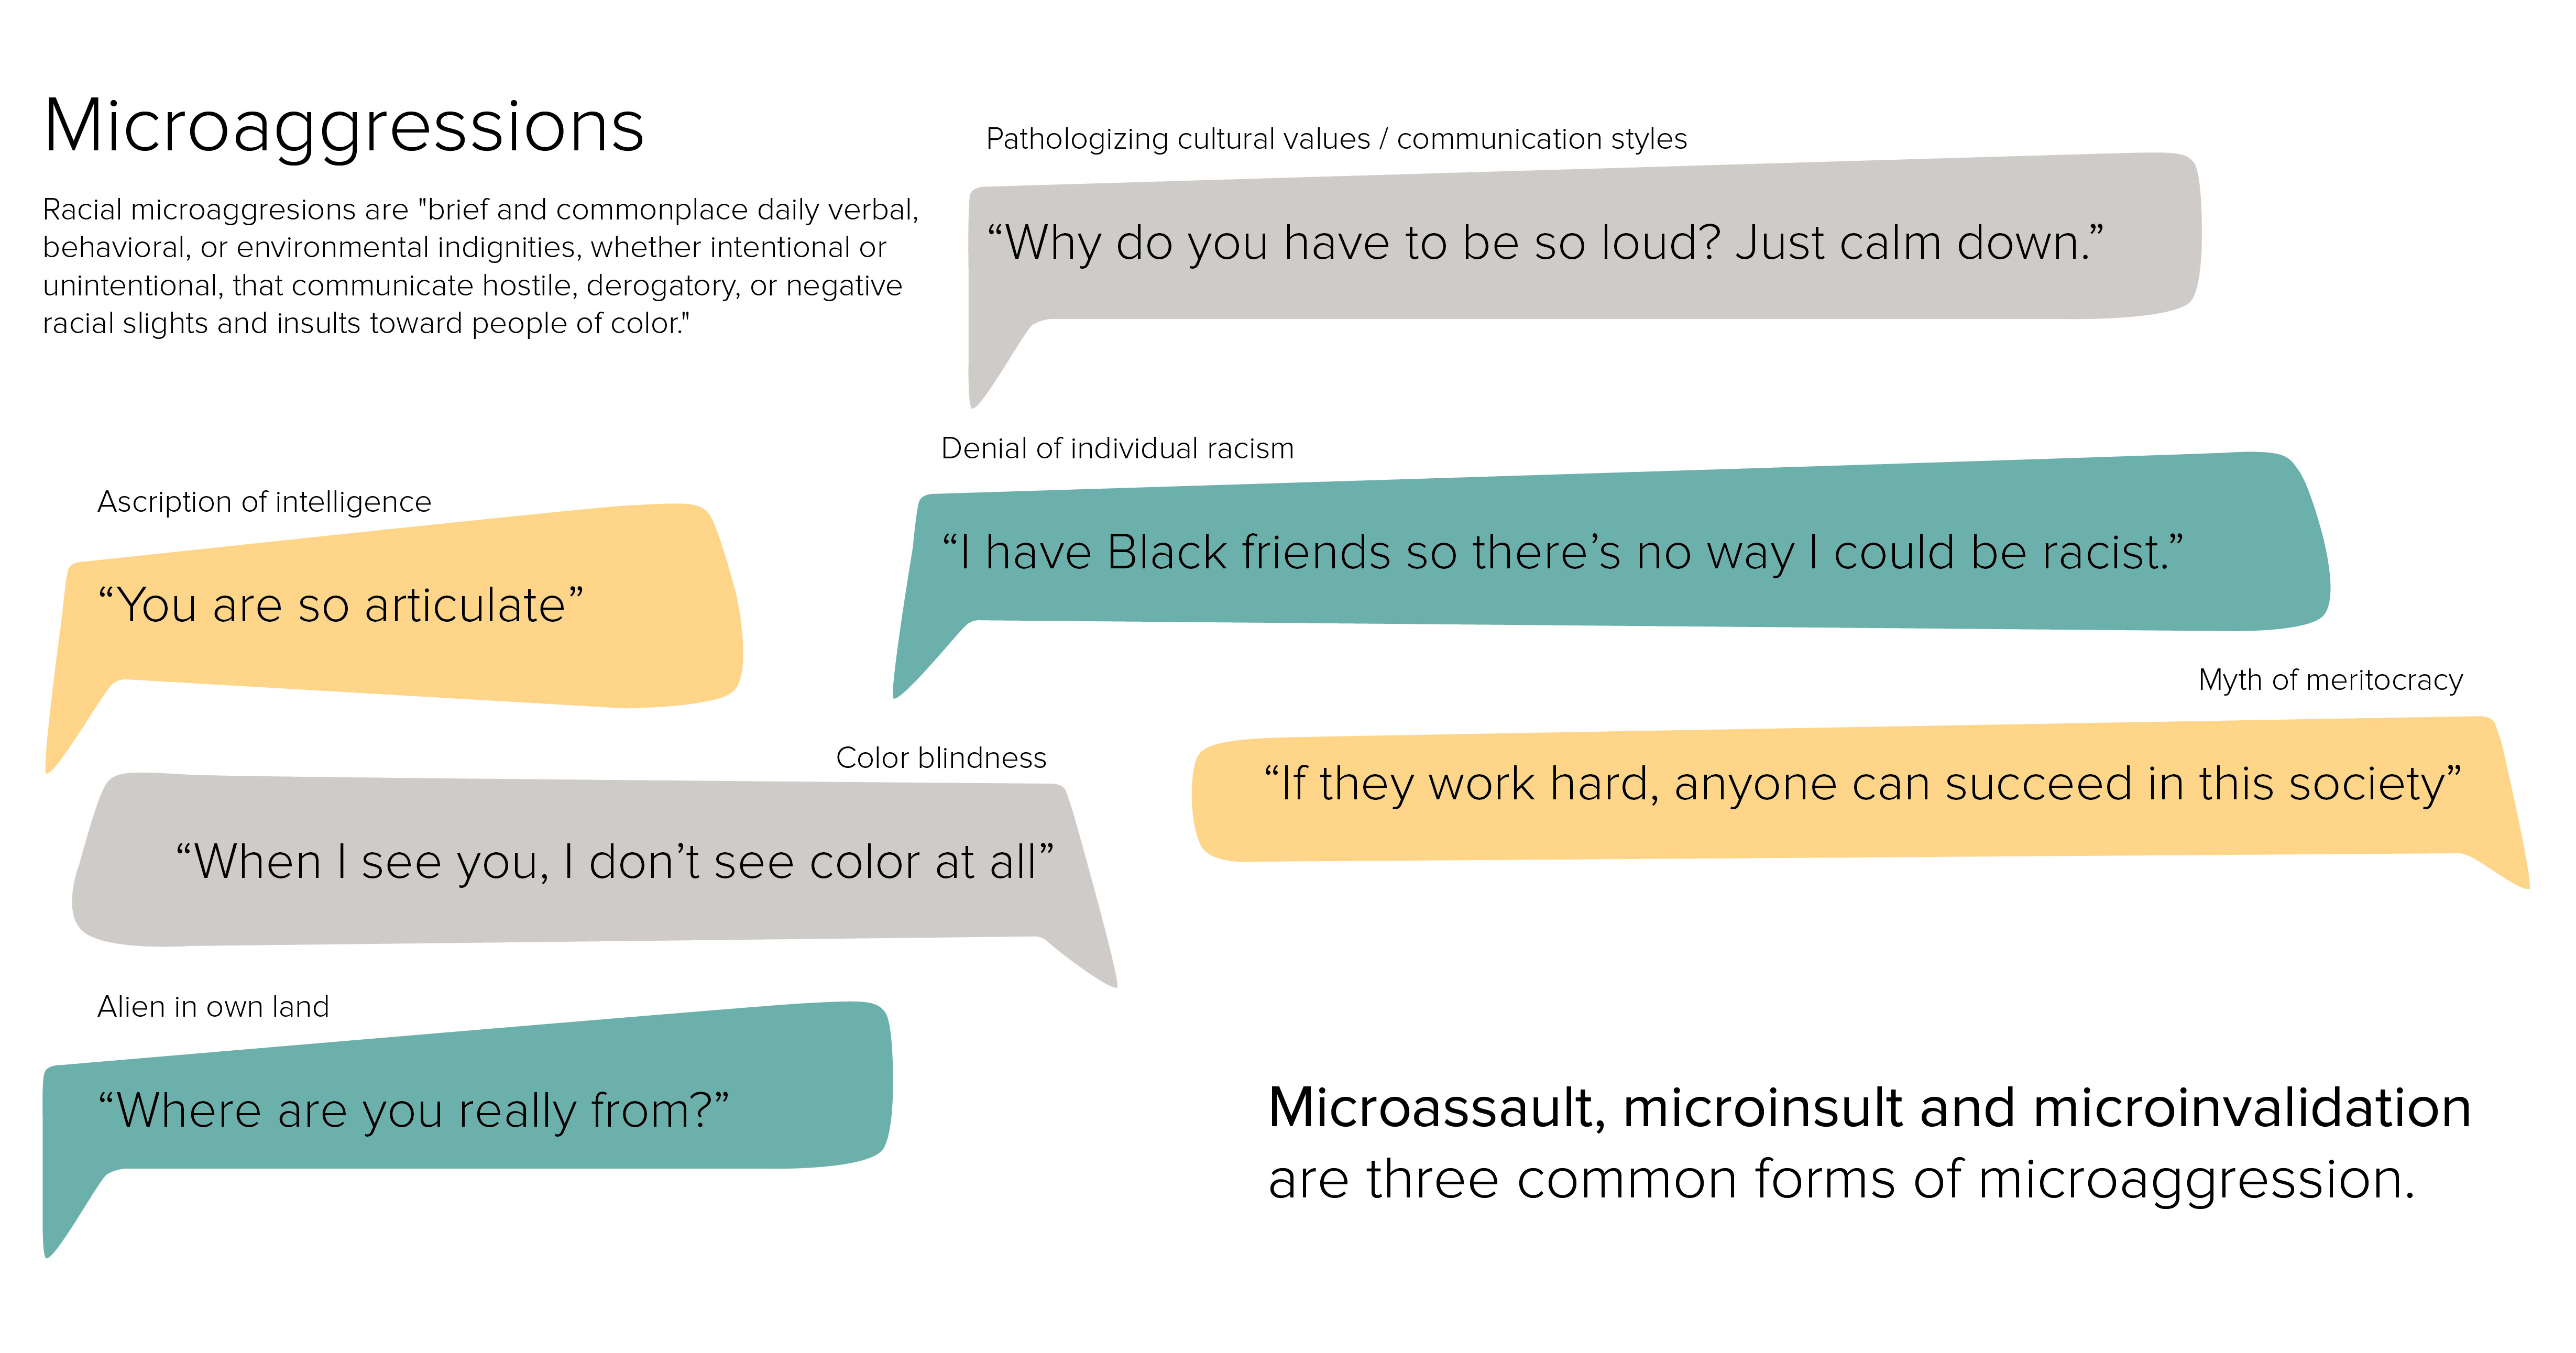 Microaggressions
Racial microaggresions are "brief and commonplace daily verbal,
behavioral, or environmental indignities, whether intentional or
unintentional, that communicate hostile, derogatory, or negative
racial slights and insults toward people of color."
Pathologizing cultural values / communication styles
“Why do you have to be so loud? Just calm down.”
Denial of individual racism
“I have Black friends so there’s no way I could be racist.”
Ascription of intelligence
“You are so articulate”
Myth of meritocracy
“If they work hard, anyone can succeed in this society”
Color blindness
“When I see you, I don’t see color at all”
Alien in own land
“Where are you really from?”
Microassault, microinsult and microinvalidation
are three common forms of microaggression.